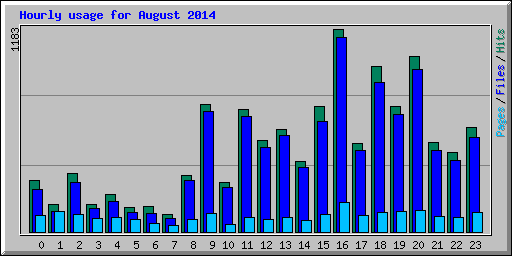 Hourly usage for August 2014
1183
Pages/Files/Hits
0 1 2 3 4 5 6 7 8 9 10 11 12 13 14 15 16 17 18 19 20 21 22 23